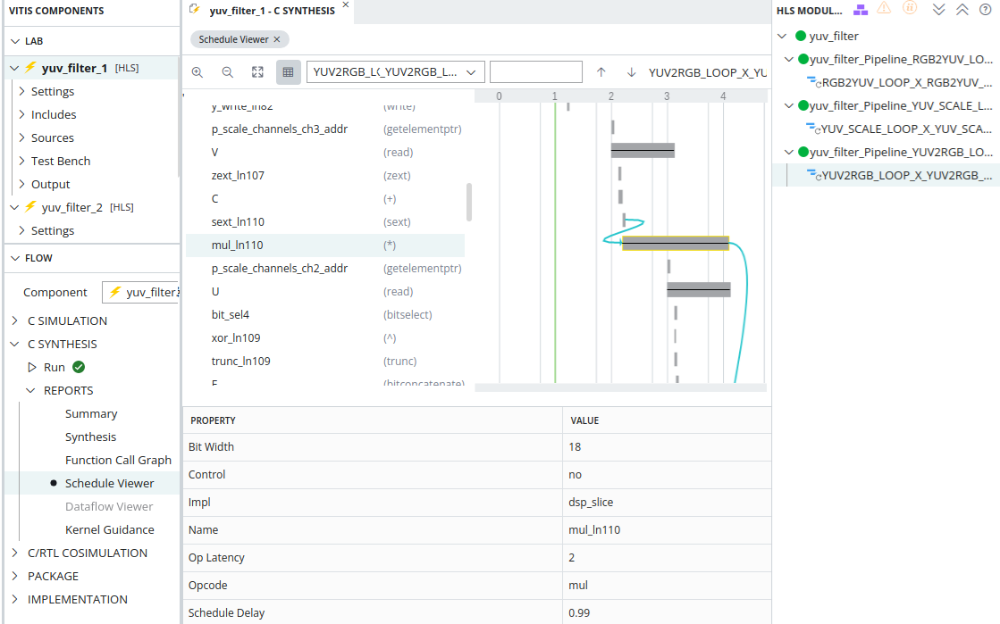 VITIS COMPONENTS
LAB
yuv_filter_1 [HLS]
Settings
Includes
Sources
Test Bench
Output
yuv_filter_2 [HLS]
Settings
FLOW
Component yuv_filter
C SIMULATION
C SYNTHESIS
Run
REPORTS
Summary
Synthesis
Function Call Graph
Schedule Viewer
Dataflow Viewer
Kernel Guidance
C/RTL COSIMULATION
PACKAGE
IMPLEMENTATION
yuv_filter_1 - C SYNTHESIS ×
Schedule Viewer ×
YUV2RGB_L(_YUV2RGB_L... YUV2RGB_LOOP_X_YU
0 1 2 3 4
y_write_ln82 (write)
p_scale_channels_ch3_addr (getelementptr)
V (read)
zext_ln107 (zext)
C (+)
sext_ln110 (sext)
mul_ln110 (*)
p_scale_channels_ch2_addr (getelementptr)
U (read)
bit_sel4 (bitselect)
xor_ln109 (^)
trunc_ln109 (trunc)
(bitconcatenate)
PROPERTY VALUE
Bit Width 18
Control no
Impl dsp_slice
Name mul_ln110
Op Latency 2
Opcode mul
Schedule Delay 0.99
HLS MODUL...
yuv_filter
yuv_filter_Pipeline_RGB2YUV_LO...
RGB2YUV_LOOP_X_RGB2YUV_...
yuv_filter_Pipeline_YUV_SCALE_L...
YUV_SCALE_LOOP_X_YUV_SCA...
yuv_filter_Pipeline_YUV2RGB_LO...
YUV2RGB_LOOP_X_YUV2RGB_...